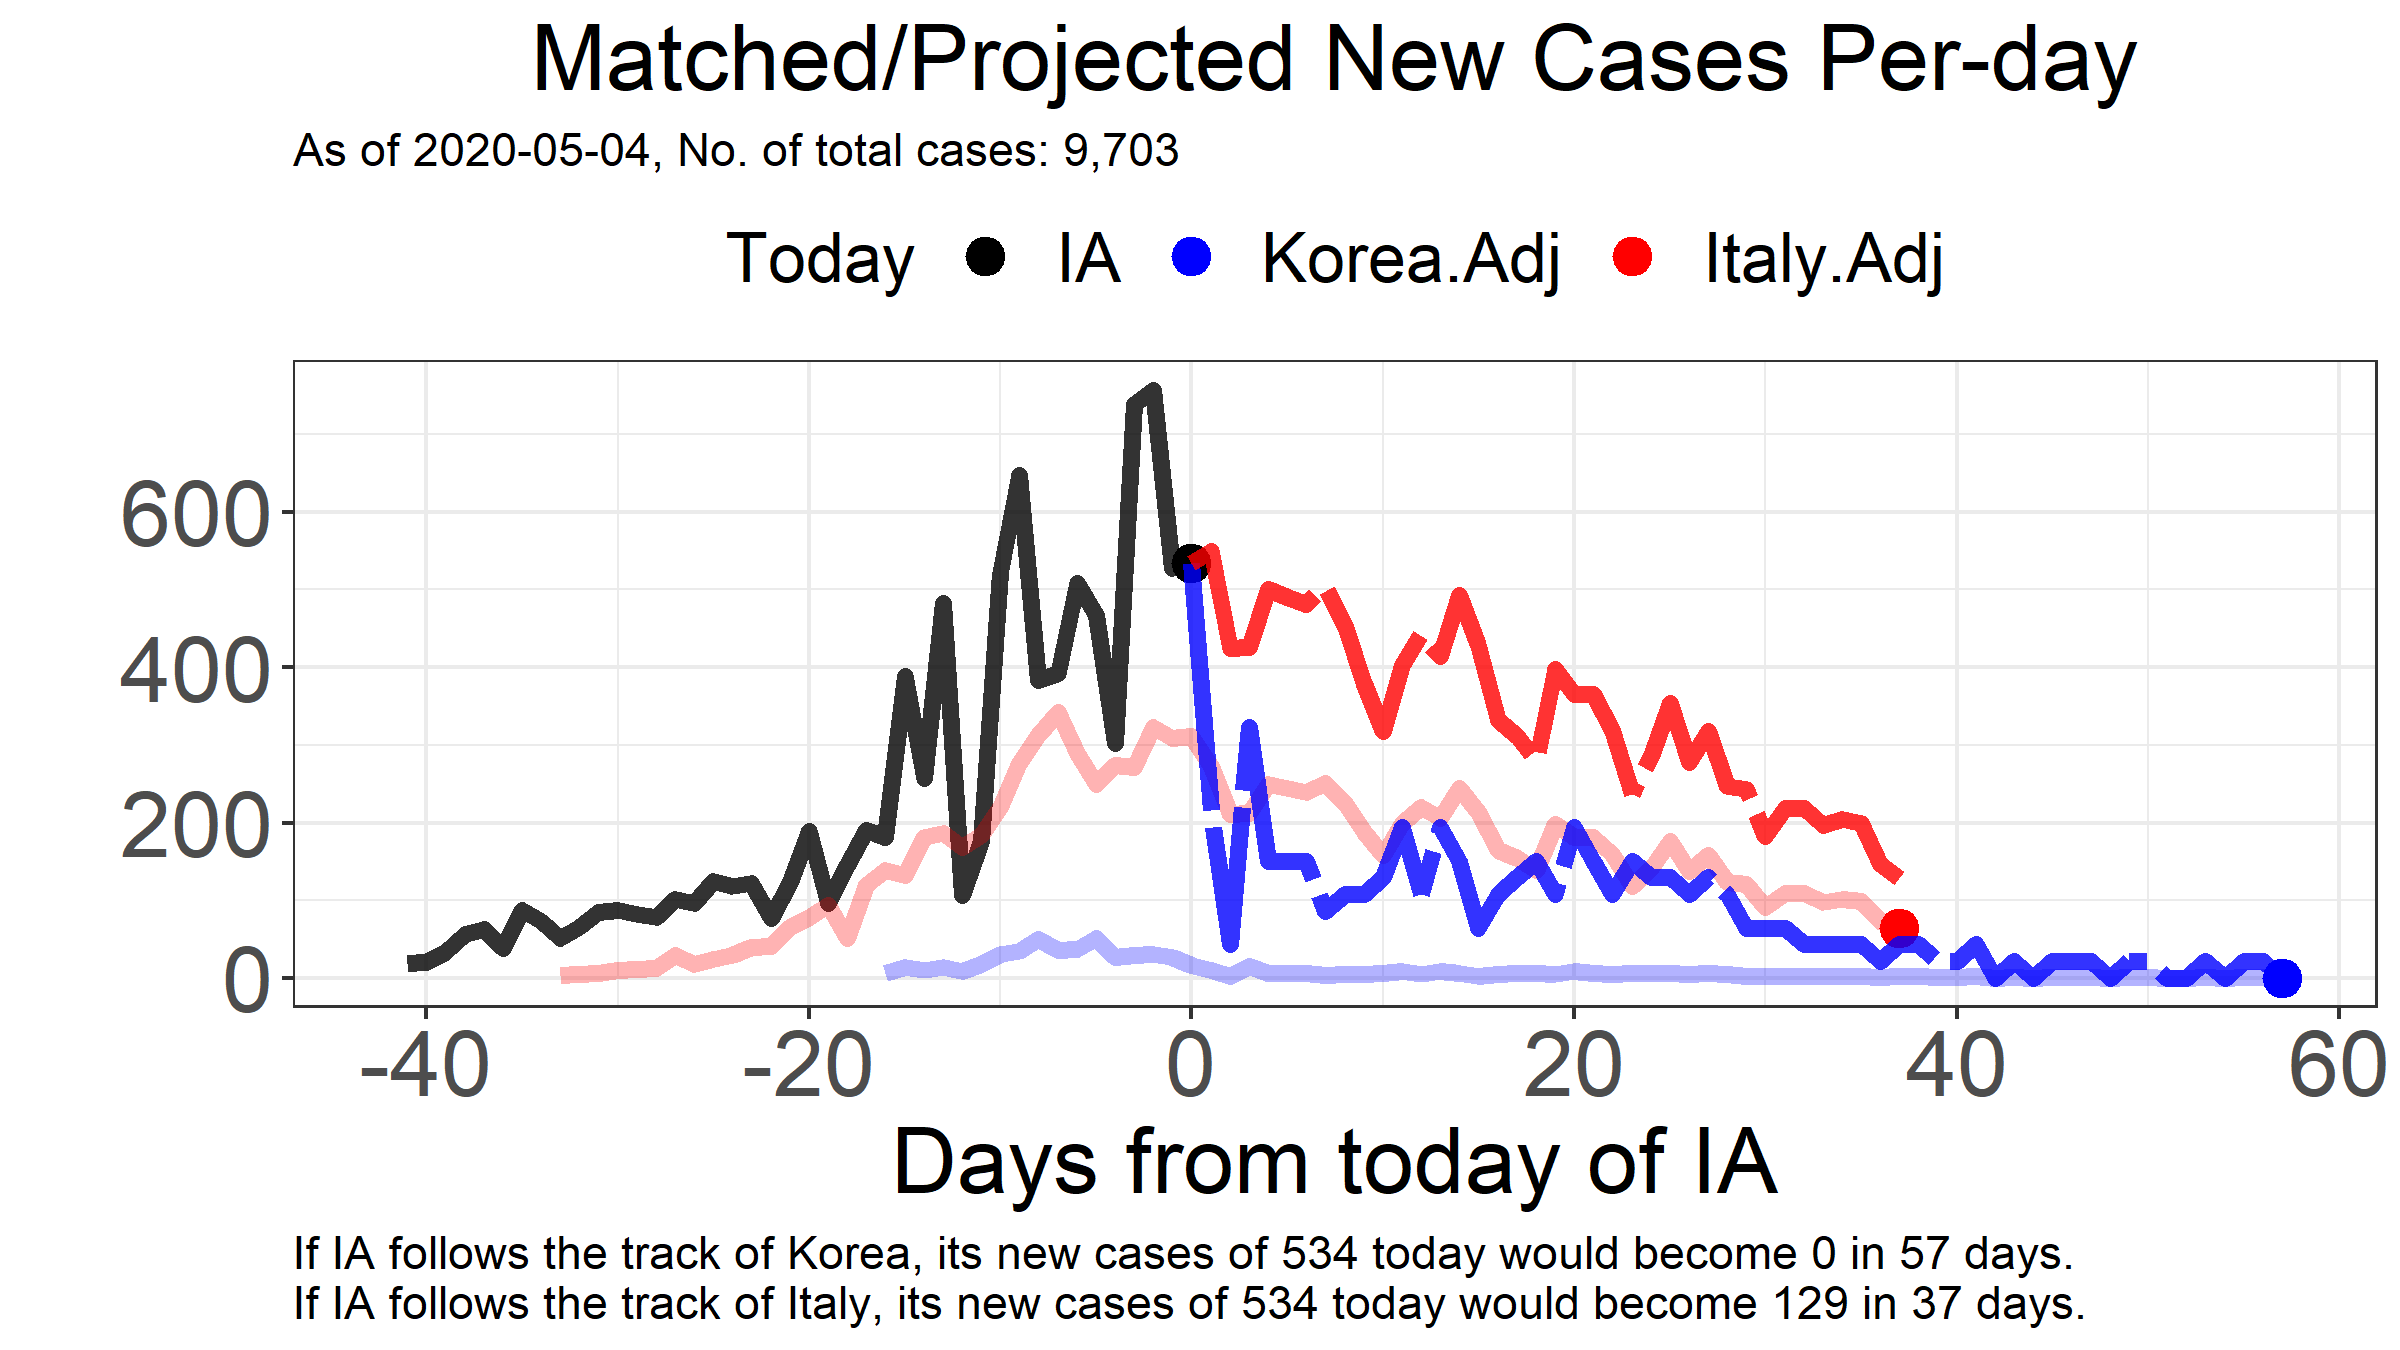 Matched/Projected New Cases Per-day
As of 2020-05-04, No. of total cases: 9,703
Today IA Korea.Adj Italy.Adj
600
400
200
0
-40 -20 0 20 40 60
Days from today of IA
If IA follows the track of Korea, its new cases of 534 today would become 0 in 57 days.
If IA follows the track of Italy, its new cases of 534 today would become 129 in 37 days.